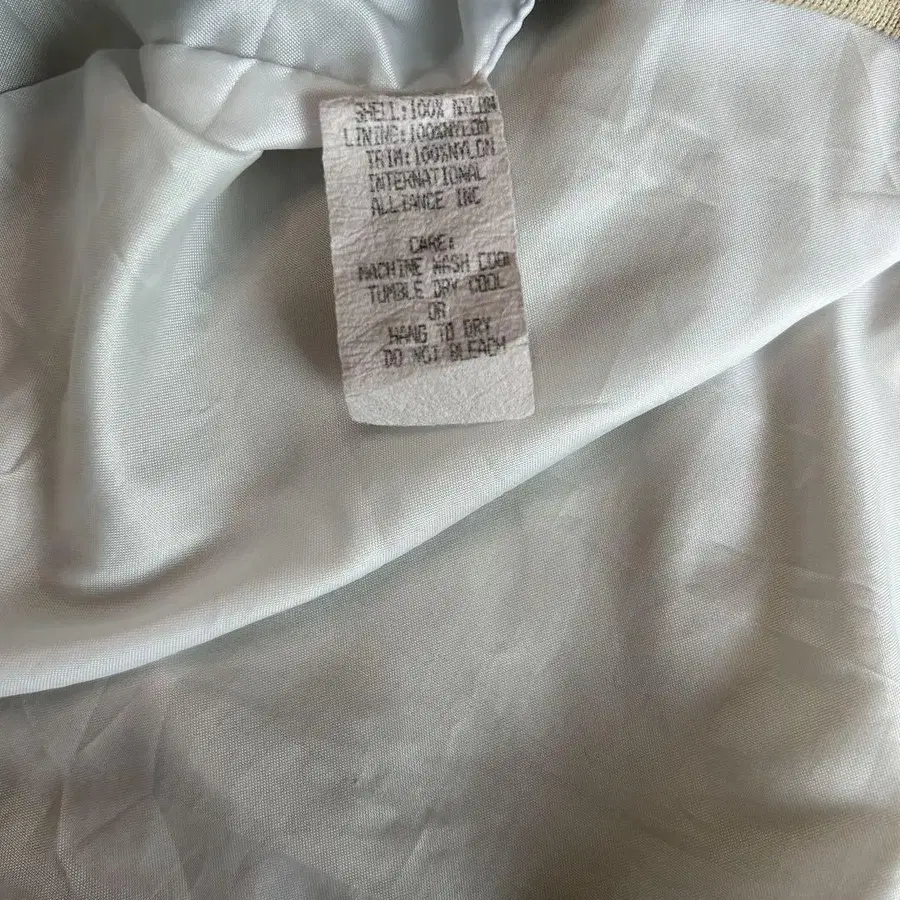 SHELL:100% NYLON
LINING:100%NYLON
TRIM:100%NYLON
INTERNATIONAL
ALLIANCE INC
CARE:
MACHINE WASH COOL
TUMBLE DRY COOL
OR
HANG TO DRY
DO NOT BLEACH